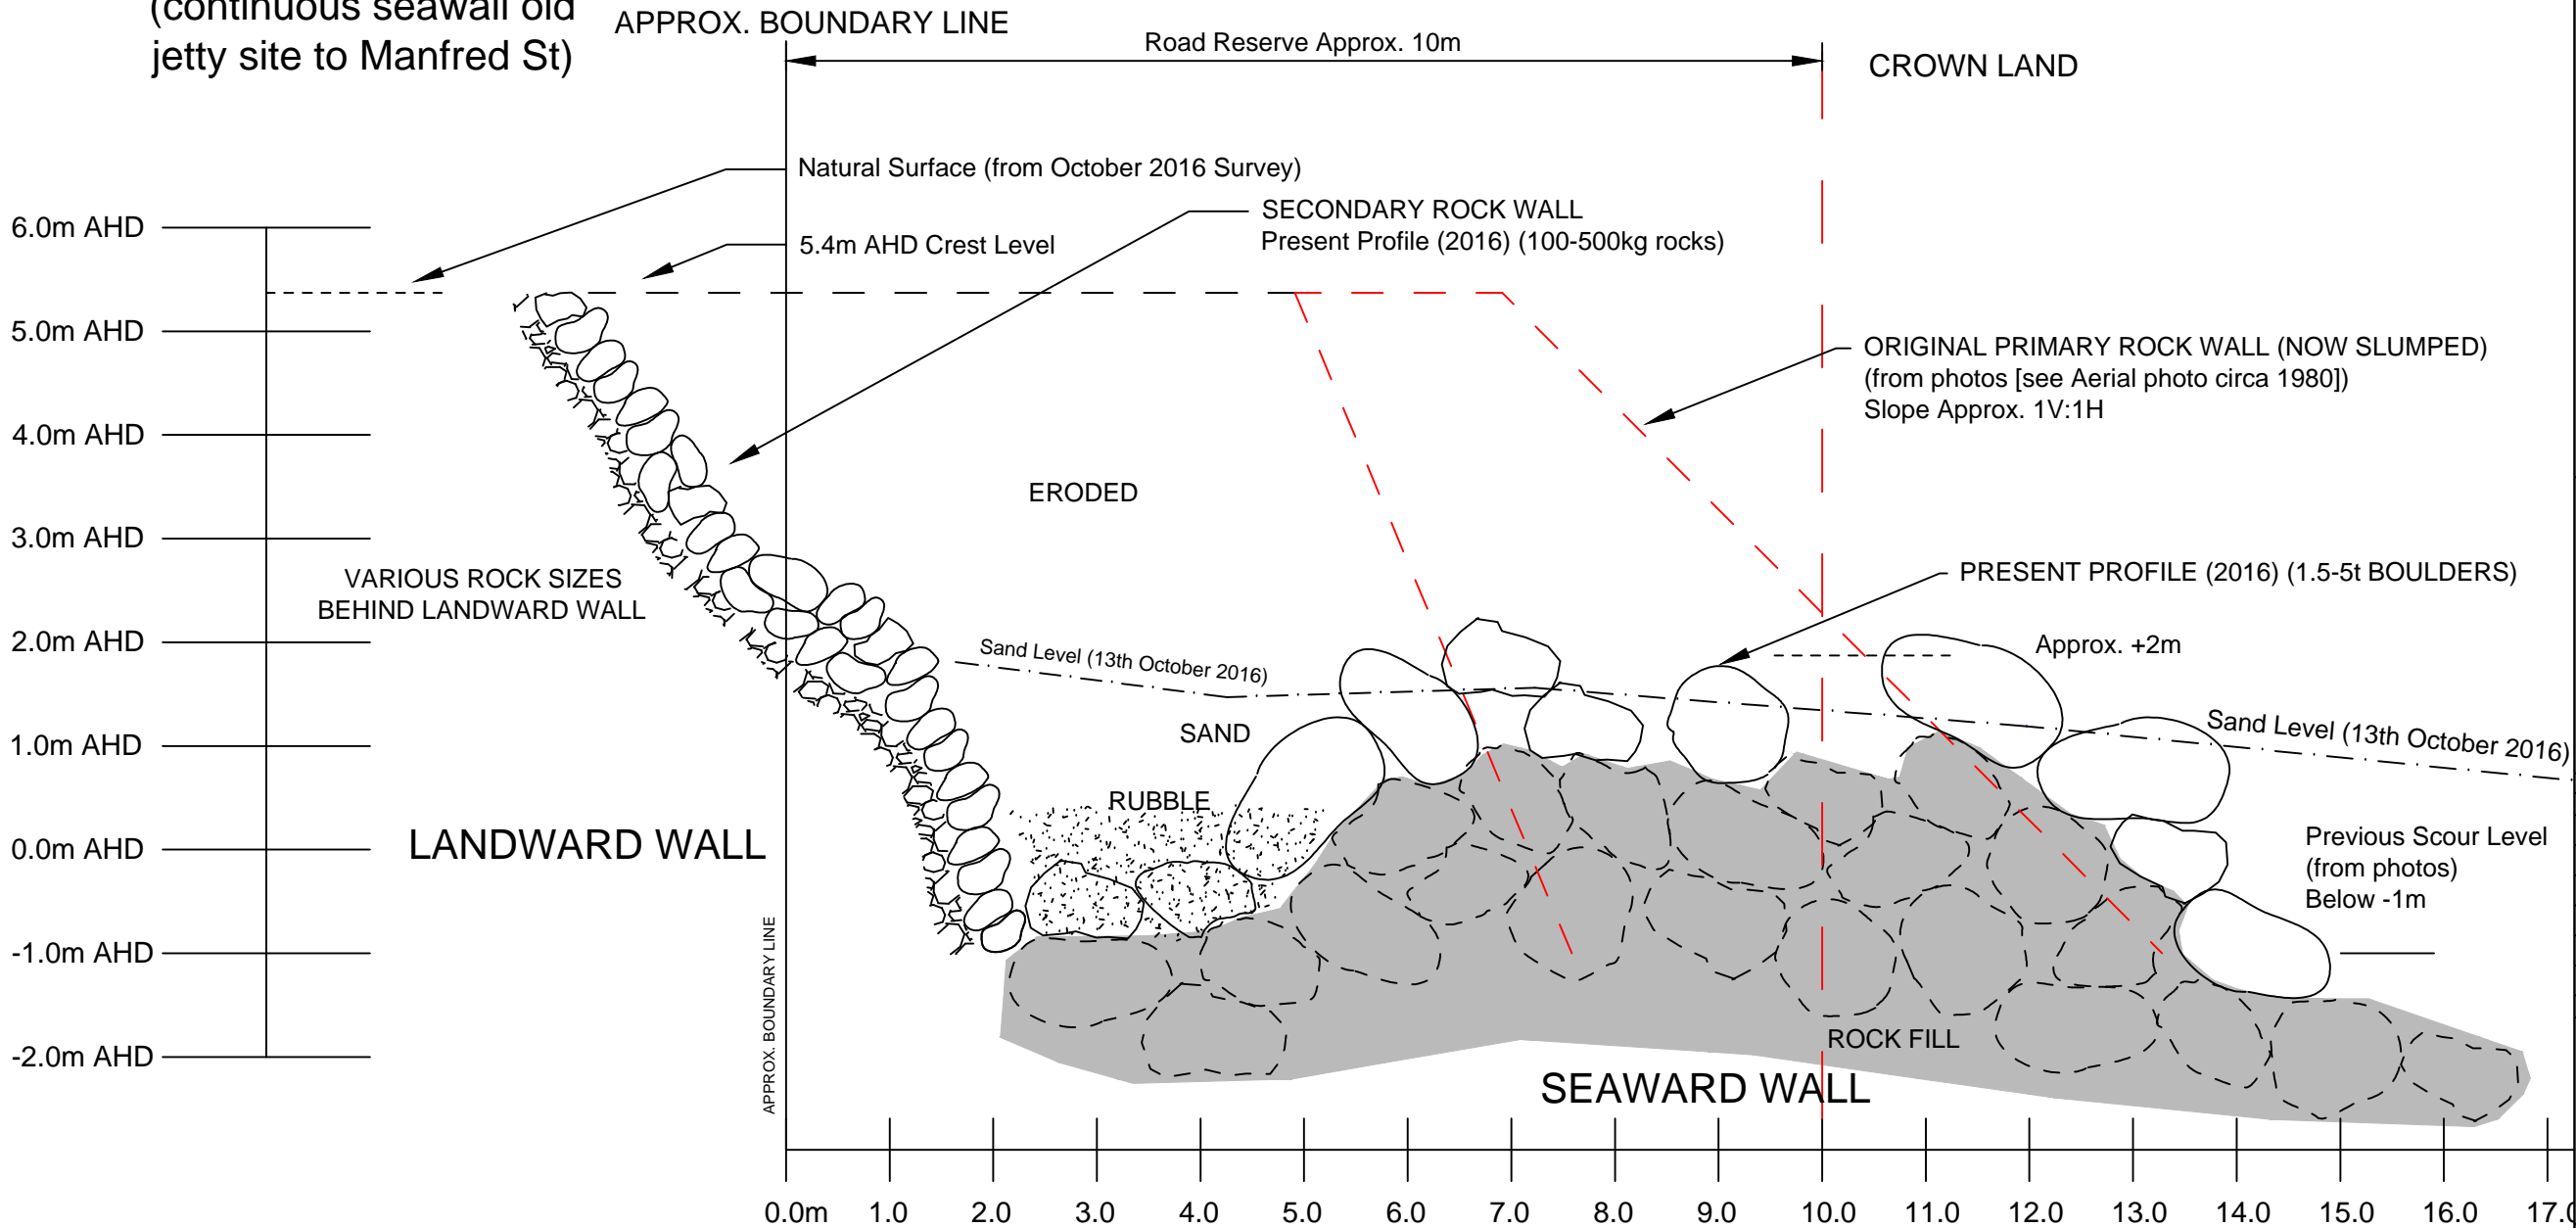 (continuous seawall old
jetty site to Manfred St)
APPROX. BOUNDARY LINE
Road Reserve Approx. 10m
CROWN LAND
Natural Surface (from October 2016 Survey)
SECONDARY ROCK WALL
Present Profile (2016) (100-500kg rocks)
5.4m AHD Crest Level
6.0m AHD
5.0m AHD
4.0m AHD
3.0m AHD
2.0m AHD
1.0m AHD
0.0m AHD
-1.0m AHD
-2.0m AHD
ORIGINAL PRIMARY ROCK WALL (NOW SLUMPED)
(from photos [see Aerial photo circa 1980])
Slope Approx. 1V:1H
ERODED
VARIOUS ROCK SIZES
BEHIND LANDWARD WALL
PRESENT PROFILE (2016) (1.5-5t BOULDERS)
Approx. +2m
Sand Level (13th October 2016)
SAND
Sand Level (13th October 2016)
RUBBLE
LANDWARD WALL
Previous Scour Level
(from photos)
Below -1m
APPROX. BOUNDARY LINE
ROCK FILL
SEAWARD WALL
0.0m 1.0 2.0 3.0 4.0 5.0 6.0 7.0 8.0 9.0 10.0 11.0 12.0 13.0 14.0 15.0 16.0 17.0